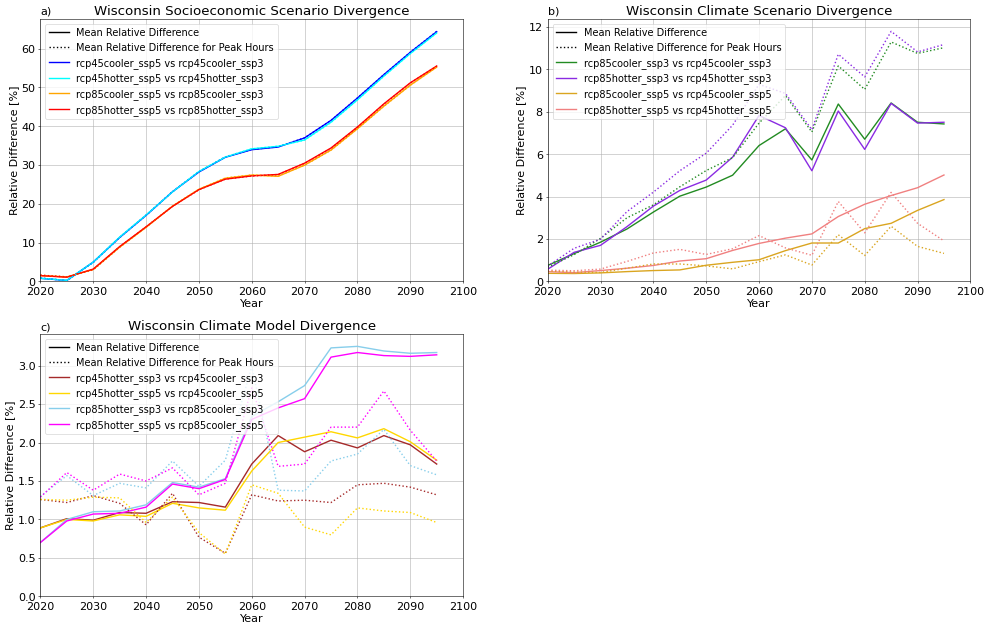 a)
Wisconsin Socioeconomic Scenario Divergence
Relative Difference [%]
60
50
40
30
20
10
0
Mean Relative Difference
Mean Relative Difference for Peak Hours
rcp45cooler_ssp5 vs rcp45cooler_ssp3
rcp45hotter_ssp5 vs rcp45hotter_ssp3
rcp85cooler_ssp5 vs rcp85cooler_ssp3
rcp85hotter_ssp5 vs rcp85hotter_ssp3
2020 2030 2040 2050 2060 2070 2080 2090 2100
Year
b)
Wisconsin Climate Scenario Divergence
Relative Difference [%]
12
10
8
6
4
2
0
Mean Relative Difference
Mean Relative Difference for Peak Hours
rcp85cooler_ssp3 vs rcp45cooler_ssp3
rcp85hotter_ssp3 vs rcp45hotter_ssp3
rcp85cooler_ssp5 vs rcp45cooler_ssp5
rcp85hotter_ssp5 vs rcp45hotter_ssp5
2020 2030 2040 2050 2060 2070 2080 2090 2100
Year
c)
Wisconsin Climate Model Divergence
Relative Difference [%]
3.0
2.5
2.0
1.5
1.0
0.5
0.0
Mean Relative Difference
Mean Relative Difference for Peak Hours
rcp45hotter_ssp3 vs rcp45cooler_ssp3
rcp45hotter_ssp5 vs rcp45cooler_ssp5
rcp85hotter_ssp3 vs rcp85cooler_ssp3
rcp85hotter_ssp5 vs rcp85cooler_ssp5
2020 2030 2040 2050 2060 2070 2080 2090 2100
Year